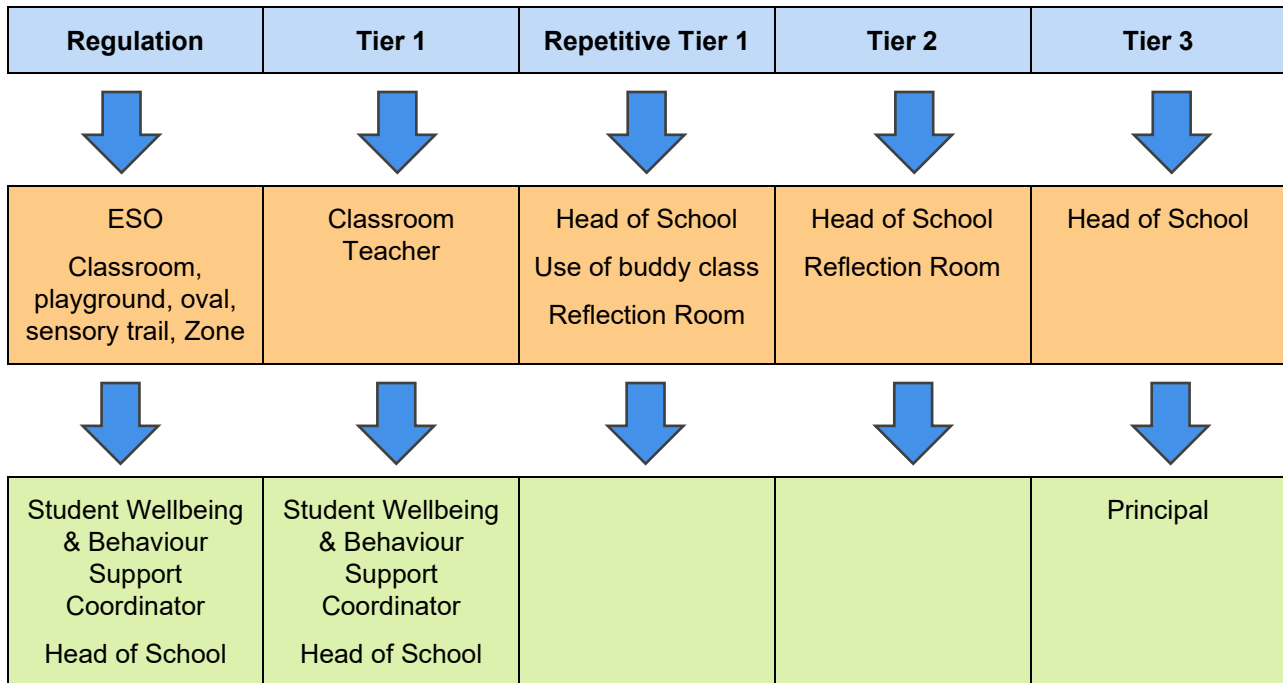 Regulation
Tier 1
Repetitive Tier 1
Tier 2
Tier 3
ESO
Classroom,
playground, oval,
sensory trail, Zone
Classroom
Teacher
Head of School
Use of buddy class
Reflection Room
Head of School
Reflection Room
Head of School
Student Wellbeing
& Behaviour
Support
Coordinator
Head of School
Student Wellbeing
& Behaviour
Support
Coordinator
Head of School
Principal